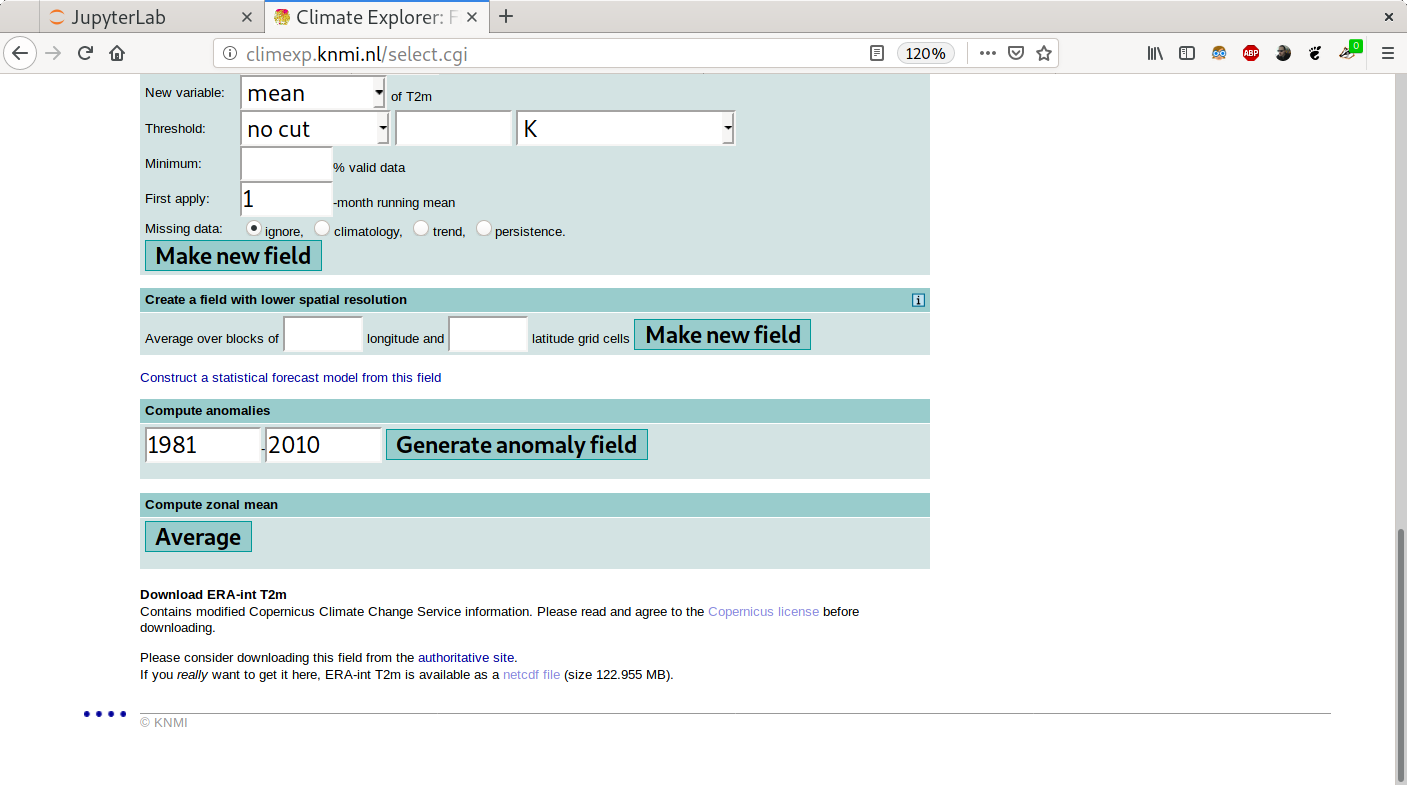 JupyterLab
Climate Explorer: F
climexp.knmi.nl/select.cgi
120%
ABP
0
New variable: mean of T2m
Threshold: no cut K
Minimum: % valid data
First apply: 1 -month running mean
Missing data: ignore, climatology, trend, persistence.
Make new field
Create a field with lower spatial resolution
i
Average over blocks of longitude and latitude grid cells Make new field
Construct a statistical forecast model from this field
Compute anomalies
1981 - 2010 Generate anomaly field
Compute zonal mean
Average
Download ERA-int T2m
Contains modified Copernicus Climate Change Service information. Please read and agree to the Copernicus license before
downloading.
Please consider downloading this field from the authoritative site.
If you really want to get it here, ERA-int T2m is available as a netcdf file (size 122.955 MB).
© KNMI